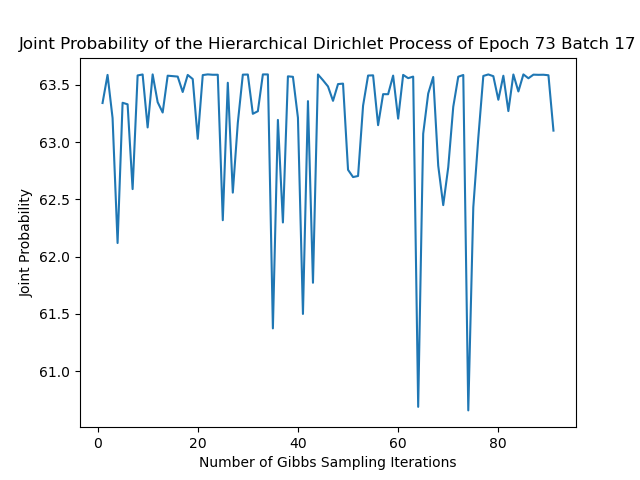 Joint Probability of the Hierarchical Dirichlet Process of Epoch 73 Batch 17
63.5
63.0
62.5
62.0
61.5
61.0
Joint Probability
0 20 40 60 80
Number of Gibbs Sampling Iterations